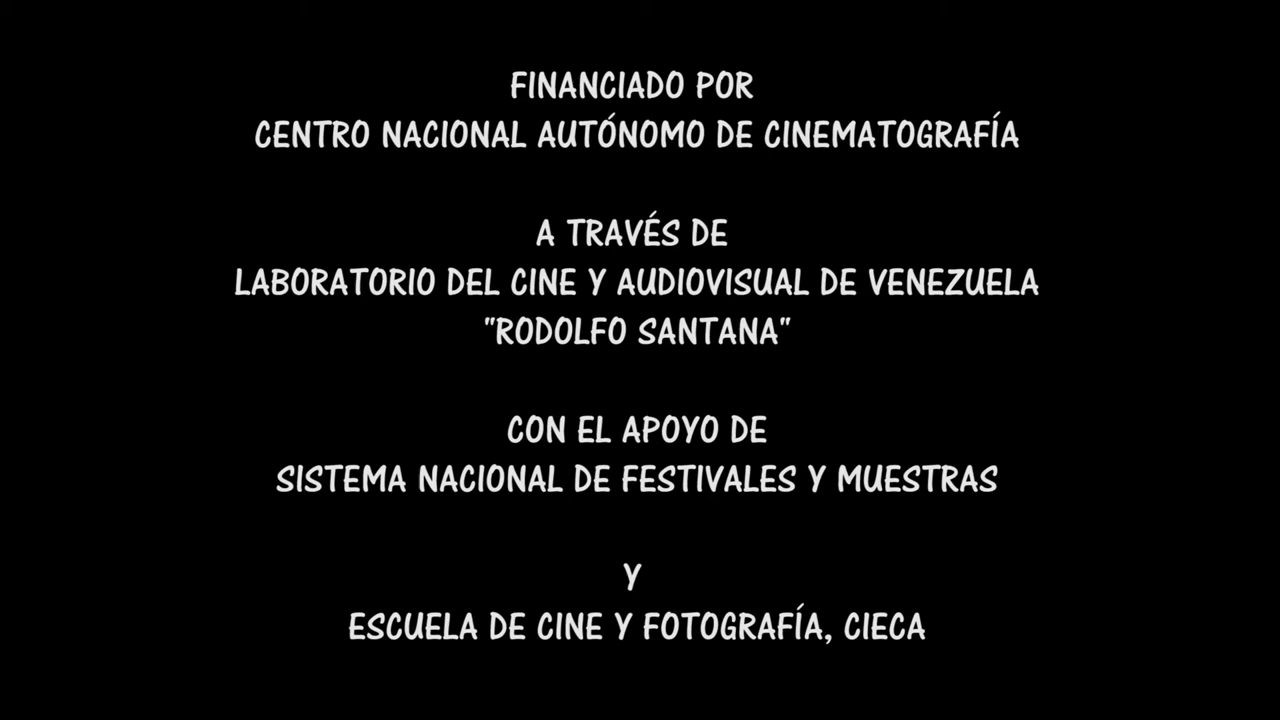 FINANCIADO POR
CENTRO NACIONAL AUTÓNOMO DE CINEMATOGRAFÍA
A TRAVÉS DE
LABORATORIO DEL CINE Y AUDIOVISUAL DE VENEZUELA
"RODOLFO SANTANA"
CON EL APOYO DE
SISTEMA NACIONAL DE FESTIVALES Y MUESTRAS
Y
ESCUELA DE CINE Y FOTOGRAFÍA, CIECA